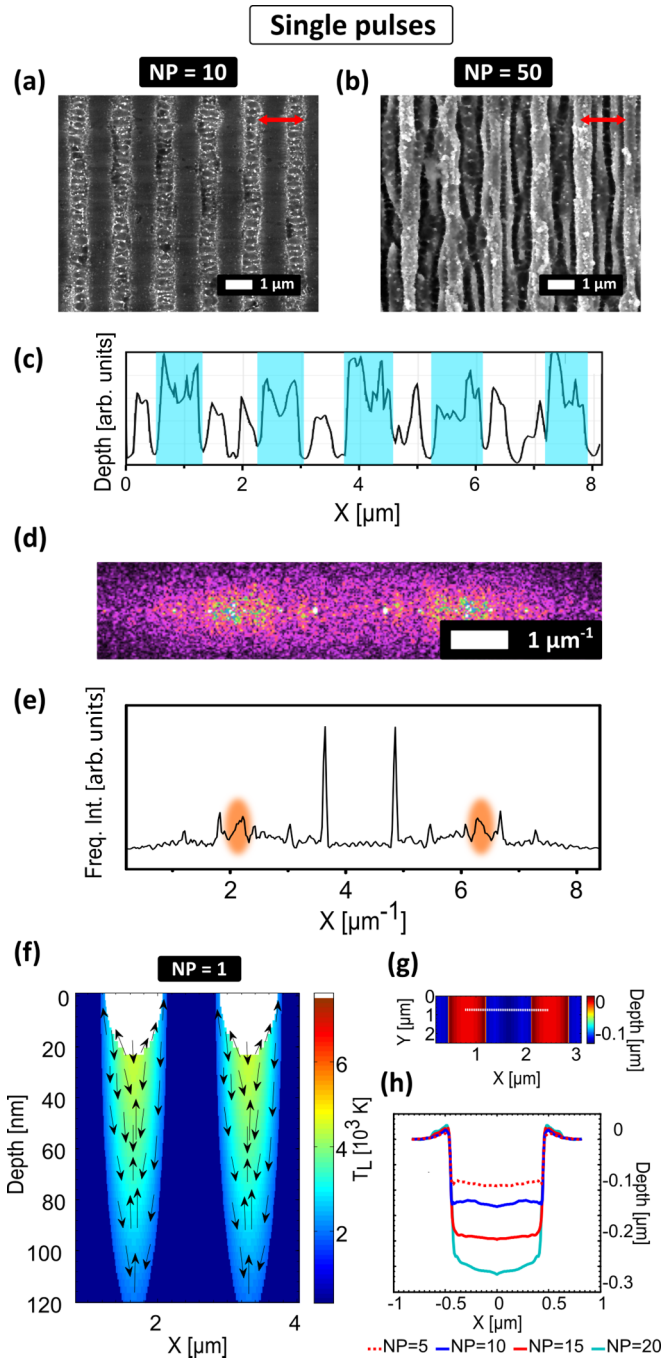 Single pulses
(a)
NP = 10
(b)
NP = 50
1 µm
1 µm
(c)
Depth [arb. units]
0
2
4
6
8
X [µm]
(d)
1 µm⁻¹
(e)
Freq. Int. [arb. units]
2
4
6
8
X [µm⁻¹]
(f)
NP = 1
0
20
40
60
80
100
120
Depth [nm]
2
4
X [µm]
6
4
2
T_L [10³ K]
(g)
0
1
2
Y [µm]
1
2
3
X [µm]
0
-0.1
Depth [µm]
(h)
0
-0.1
-0.2
-0.3
Depth [µm]
-1
-0.5
0
0.5
1
X [µm]
NP=5 NP=10 NP=15 NP=20